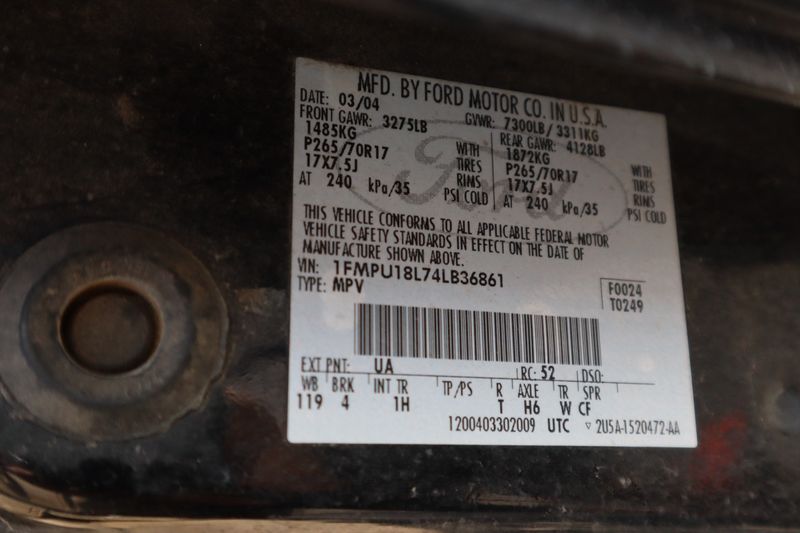 MFD. BY FORD MOTOR CO. IN U.S.A.
DATE: 03/04 GVWR: 7300LB/ 3311KG
FRONT GAWR: 3275LB REAR GAWR: 4128LB
1485KG 1872KG
P265/70R17 WITH TIRES P265/70R17 WITH TIRES
17X7.5J RIMS 17X7.5J RIMS
AT 240 kPa/35 PSI COLD AT 240 kPa/35 PSI COLD
Ford
THIS VEHICLE CONFORMS TO ALL APPLICABLE FEDERAL MOTOR
VEHICLE SAFETY STANDARDS IN EFFECT ON THE DATE OF
MANUFACTURE SHOWN ABOVE.
VIN: 1FMPU18L74LB36861
TYPE: MPV F0024
T0249
EXT PNT: UA RC: 52 DSO:
WB BRK INT TR TP/PS R AXLE TR SPR
119 4 1H T H6 W CF
1200403302009 UTC ▽ 2U5A-1520472-AA